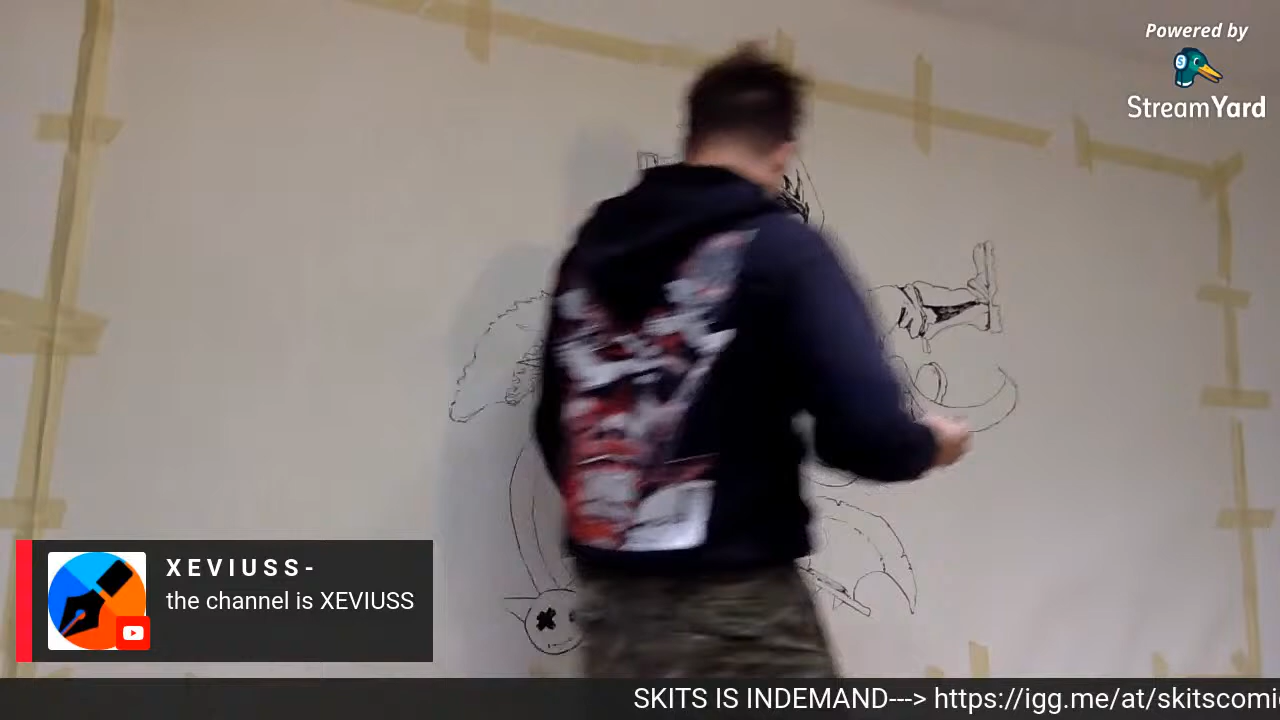 Powered by
StreamYard
XEVIUSS-
the channel is XEVIUSS
SKITS IS INDEMAND---> https://igg.me/at/skitscomi